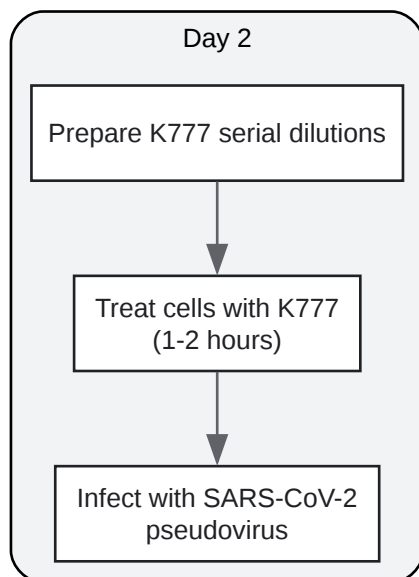 Day 2
Prepare K777 serial dilutions
Treat cells with K777
(1-2 hours)
Infect with SARS-CoV-2
pseudovirus